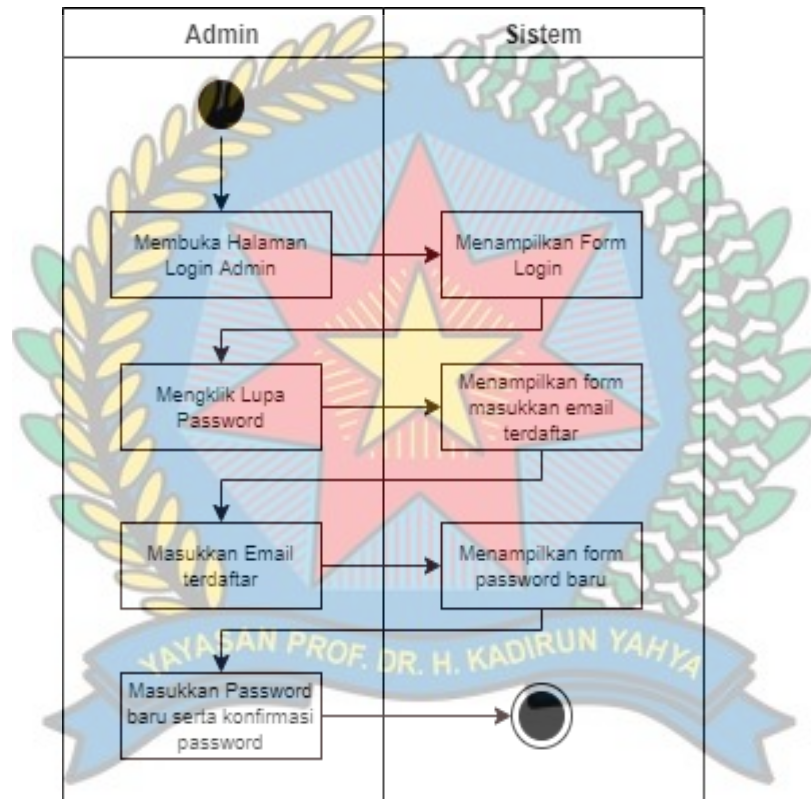 Admin
Sistem
Membuka Halaman
Login Admin
Menampilkan Form
Login
Mengklik Lupa
Password
Menampilkan form
masukkan email
terdaftar
Masukkan Email
terdaftar
Menampilkan form
password baru
YAYASAN PROF. DR. H. KADIRUN YAHYA
Masukkan Password
baru serta konfirmasi
password